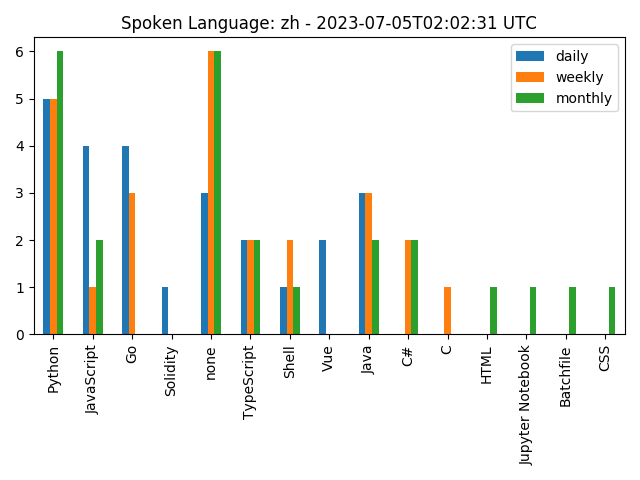 Spoken Language: zh - 2023-07-05T02:02:31 UTC
daily
weekly
monthly
6
5
4
3
2
1
0
Python
JavaScript
Go
Solidity
none
TypeScript
Shell
Vue
Java
C#
C
HTML
Jupyter Notebook
Batchfile
CSS